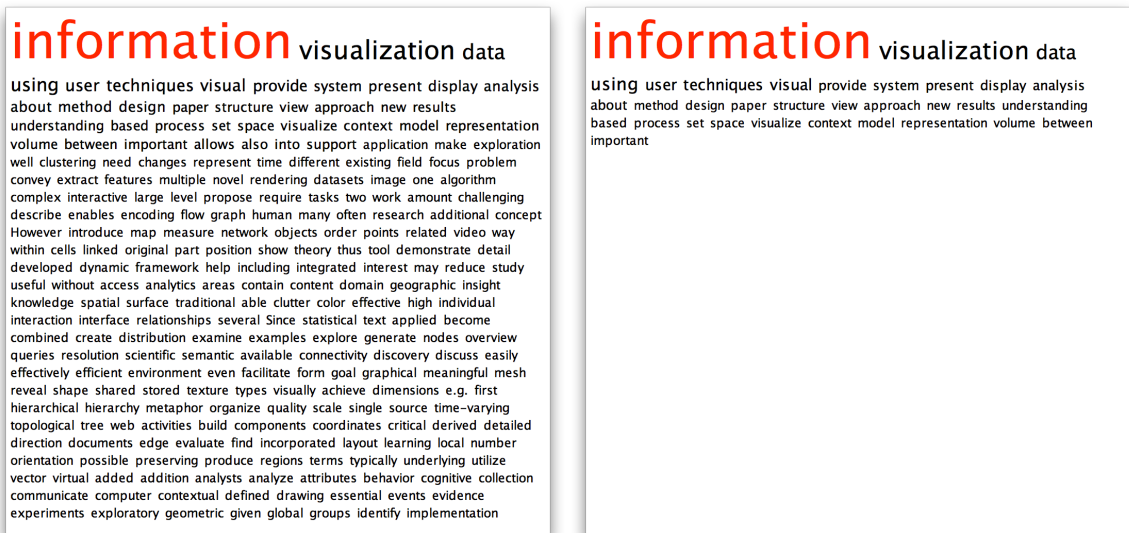 information visualization data
using user techniques visual provide system present display analysis
about method design paper structure view approach new results
understanding based process set space visualize context model representation
volume between important allows also into support application make exploration
well clustering need changes represent time different existing field focus problem
convey extract features multiple novel rendering datasets image one algorithm
complex interactive large level propose require tasks two work amount challenging
describe enables encoding flow graph human many often research additional concept
However introduce map measure network objects order points related video way
within cells linked original part position show theory thus tool demonstrate detail
developed dynamic framework help including integrated interest may reduce study
useful without access analytics areas contain content domain geographic insight
knowledge spatial surface traditional able clutter color effective high individual
interaction interface relationships several Since statistical text applied become
combined create distribution examine examples explore generate nodes overview
queries resolution scientific semantic available connectivity discovery discuss easily
effectively efficient environment even facilitate form goal graphical meaningful mesh
reveal shape shared stored texture types visually achieve dimensions e.g. first
hierarchical hierarchy metaphor organize quality scale single source time-varying
topological tree web activities build components coordinates critical derived detailed
direction documents edge evaluate find incorporated layout learning local number
orientation possible preserving produce regions terms typically underlying utilize
vector virtual added addition analysts analyze attributes behavior cognitive collection
communicate computer contextual defined drawing essential events evidence
experiments exploratory geometric given global groups identify implementation
information visualization data
using user techniques visual provide system present display analysis
about method design paper structure view approach new results understanding
based process set space visualize context model representation volume between
important